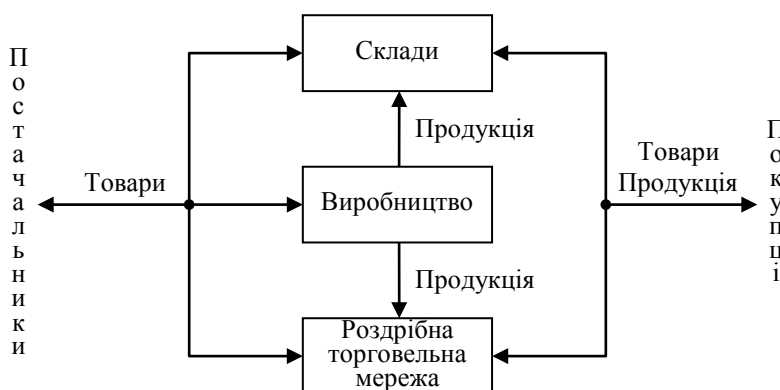 Постачальники
Склади
Продукція
Товари
Виробництво
Товари
Продукція
Покупці
Продукція
Роздрібна
торговельна
мережа